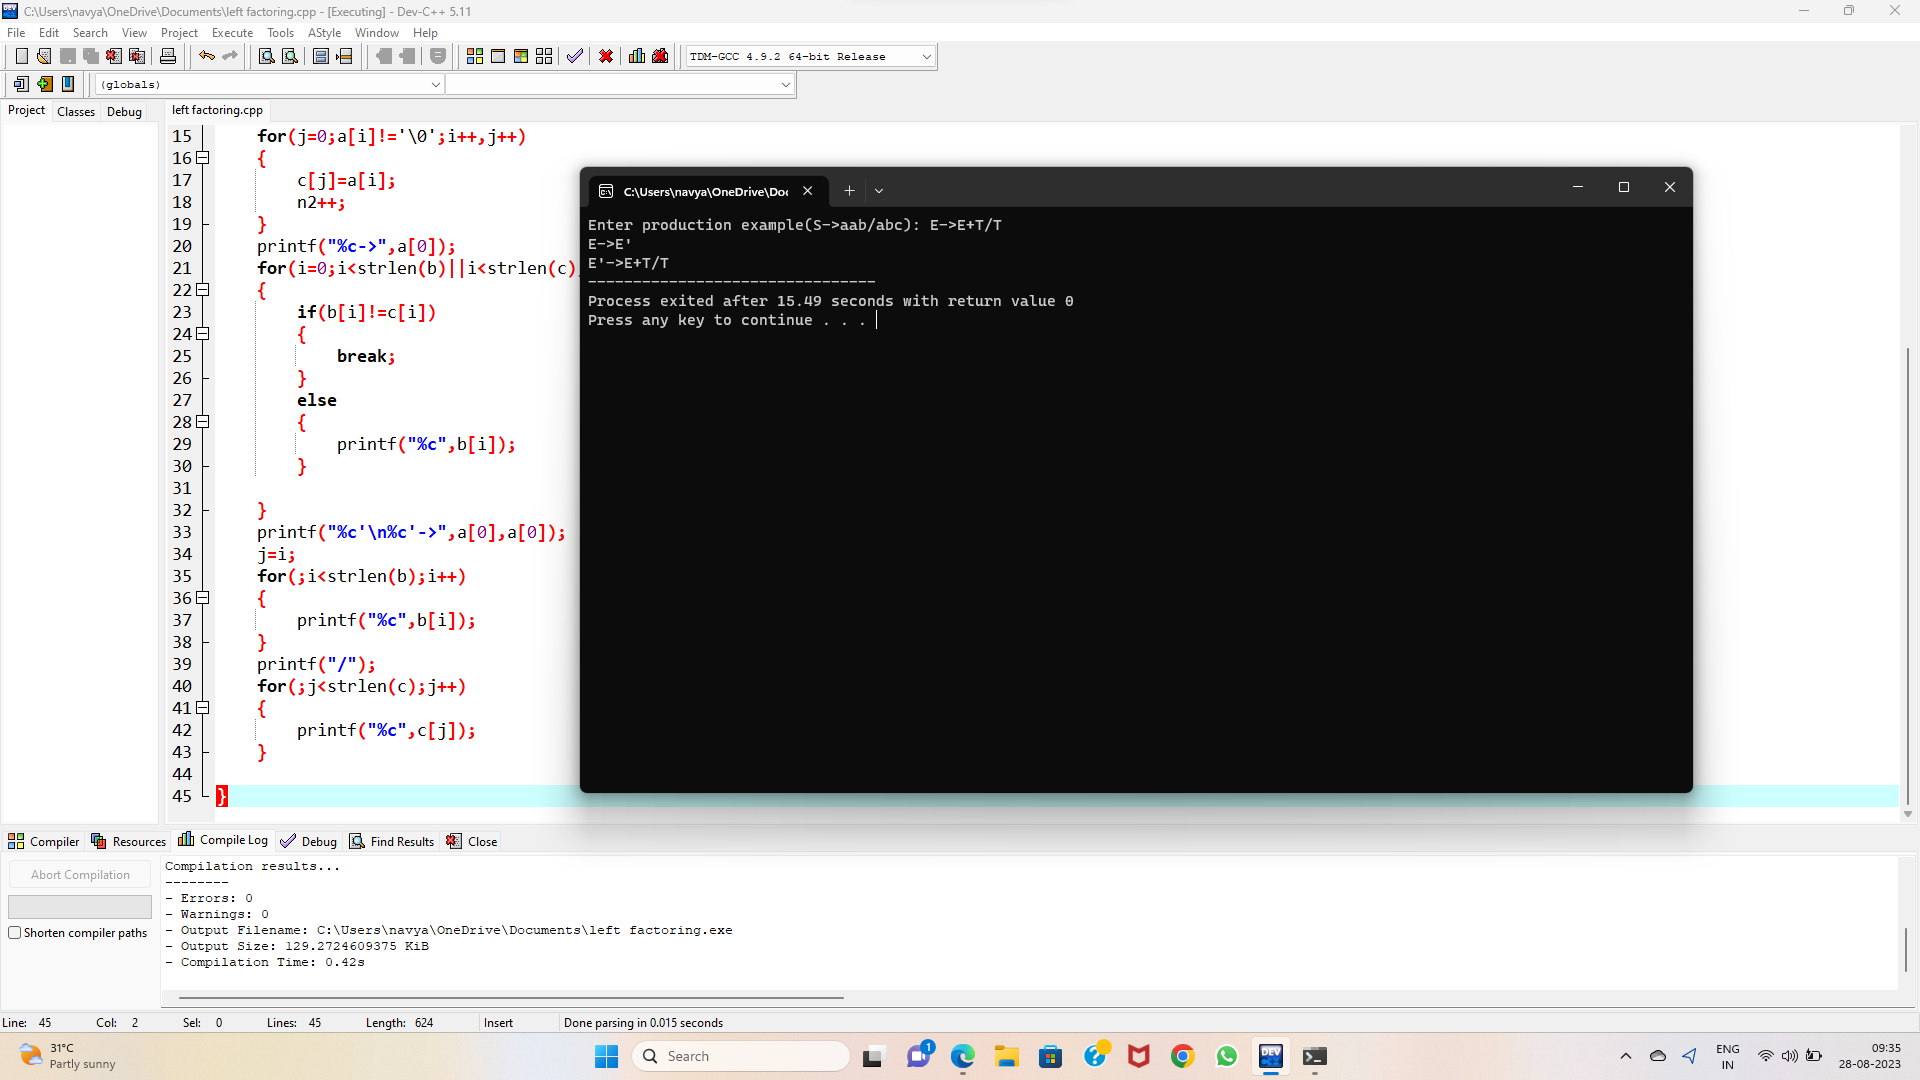 C:\Users\navya\OneDrive\Documents\left factoring.cpp - [Executing] - Dev-C++ 5.11
File Edit Search View Project Execute Tools AStyle Window Help
TDM-GCC 4.9.2 64-bit Release
(globals)
Project Classes Debug
left factoring.cpp
15 for(j=0;a[i]!='\0';i++,j++)
16 {
17 c[j]=a[i];
18 n2++;
19 }
20 printf("%c->",a[0]);
21 for(i=0;i<strlen(b)||i<strlen(c)
22 {
23 if(b[i]!=c[i])
24 {
25 break;
26 }
27 else
28 {
29 printf("%c",b[i]);
30 }
31
32 }
33 printf("%c'\n%c'->",a[0],a[0]);
34 j=i;
35 for(;i<strlen(b);i++)
36 {
37 printf("%c",b[i]);
38 }
39 printf("/");
40 for(;j<strlen(c);j++)
41 {
42 printf("%c",c[j]);
43 }
44
45 }
C:\Users\navya\OneDrive\Doc
Enter production example(S->aab/abc): E->E+T/T
E->E'
E'->E+T/T
--------------------------------
Process exited after 15.49 seconds with return value 0
Press any key to continue . . .
Compiler Resources Compile Log Debug Find Results Close
Abort Compilation
Shorten compiler paths
Compilation results...
--------
- Errors: 0
- Warnings: 0
- Output Filename: C:\Users\navya\OneDrive\Documents\left factoring.exe
- Output Size: 129.2724609375 KiB
- Compilation Time: 0.42s
Line: 45 Col: 2 Sel: 0 Lines: 45 Length: 624 Insert Done parsing in 0.015 seconds
31°C
Partly sunny
Search
1
DEV
ENG
IN
09:35
28-08-2023